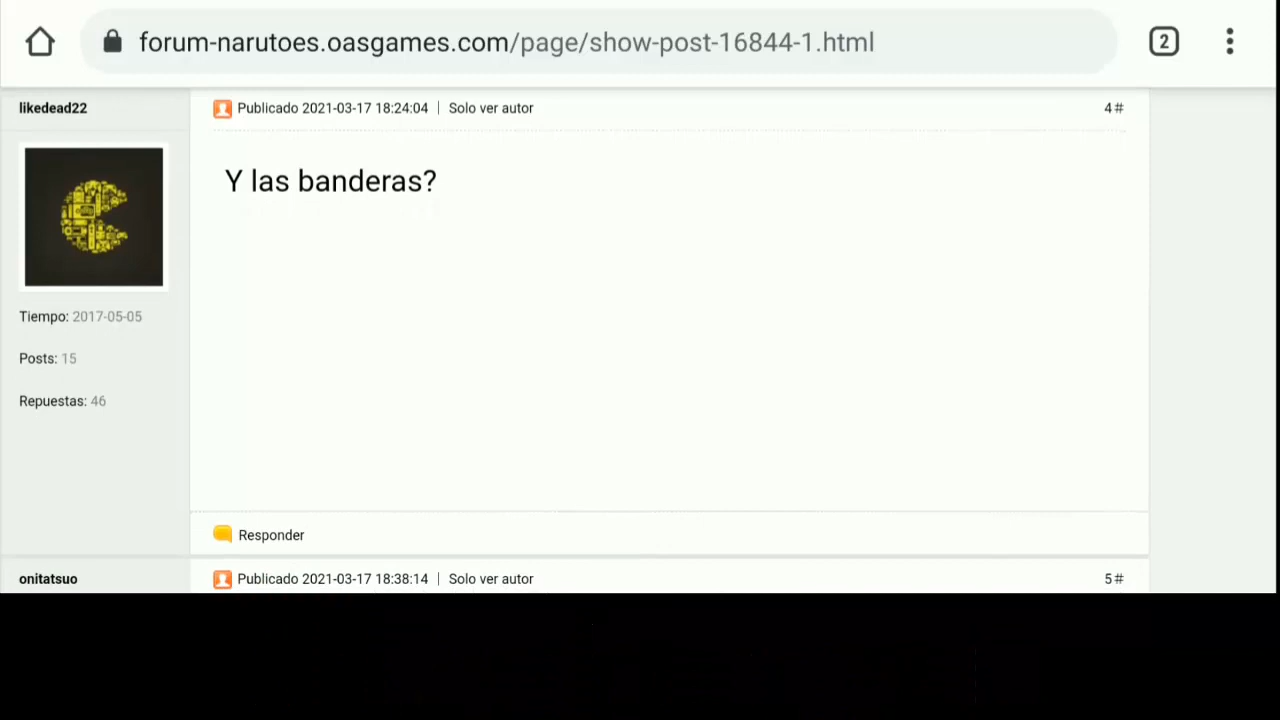 forum-narutoes.oasgames.com/page/show-post-16844-1.html
2
likedead22
Publicado 2021-03-17 18:24:04 | Solo ver autor
4#
Y las banderas?
Tiempo: 2017-05-05
Posts: 15
Repuestas: 46
Responder
onitatsuo
Publicado 2021-03-17 18:38:14 | Solo ver autor
5#